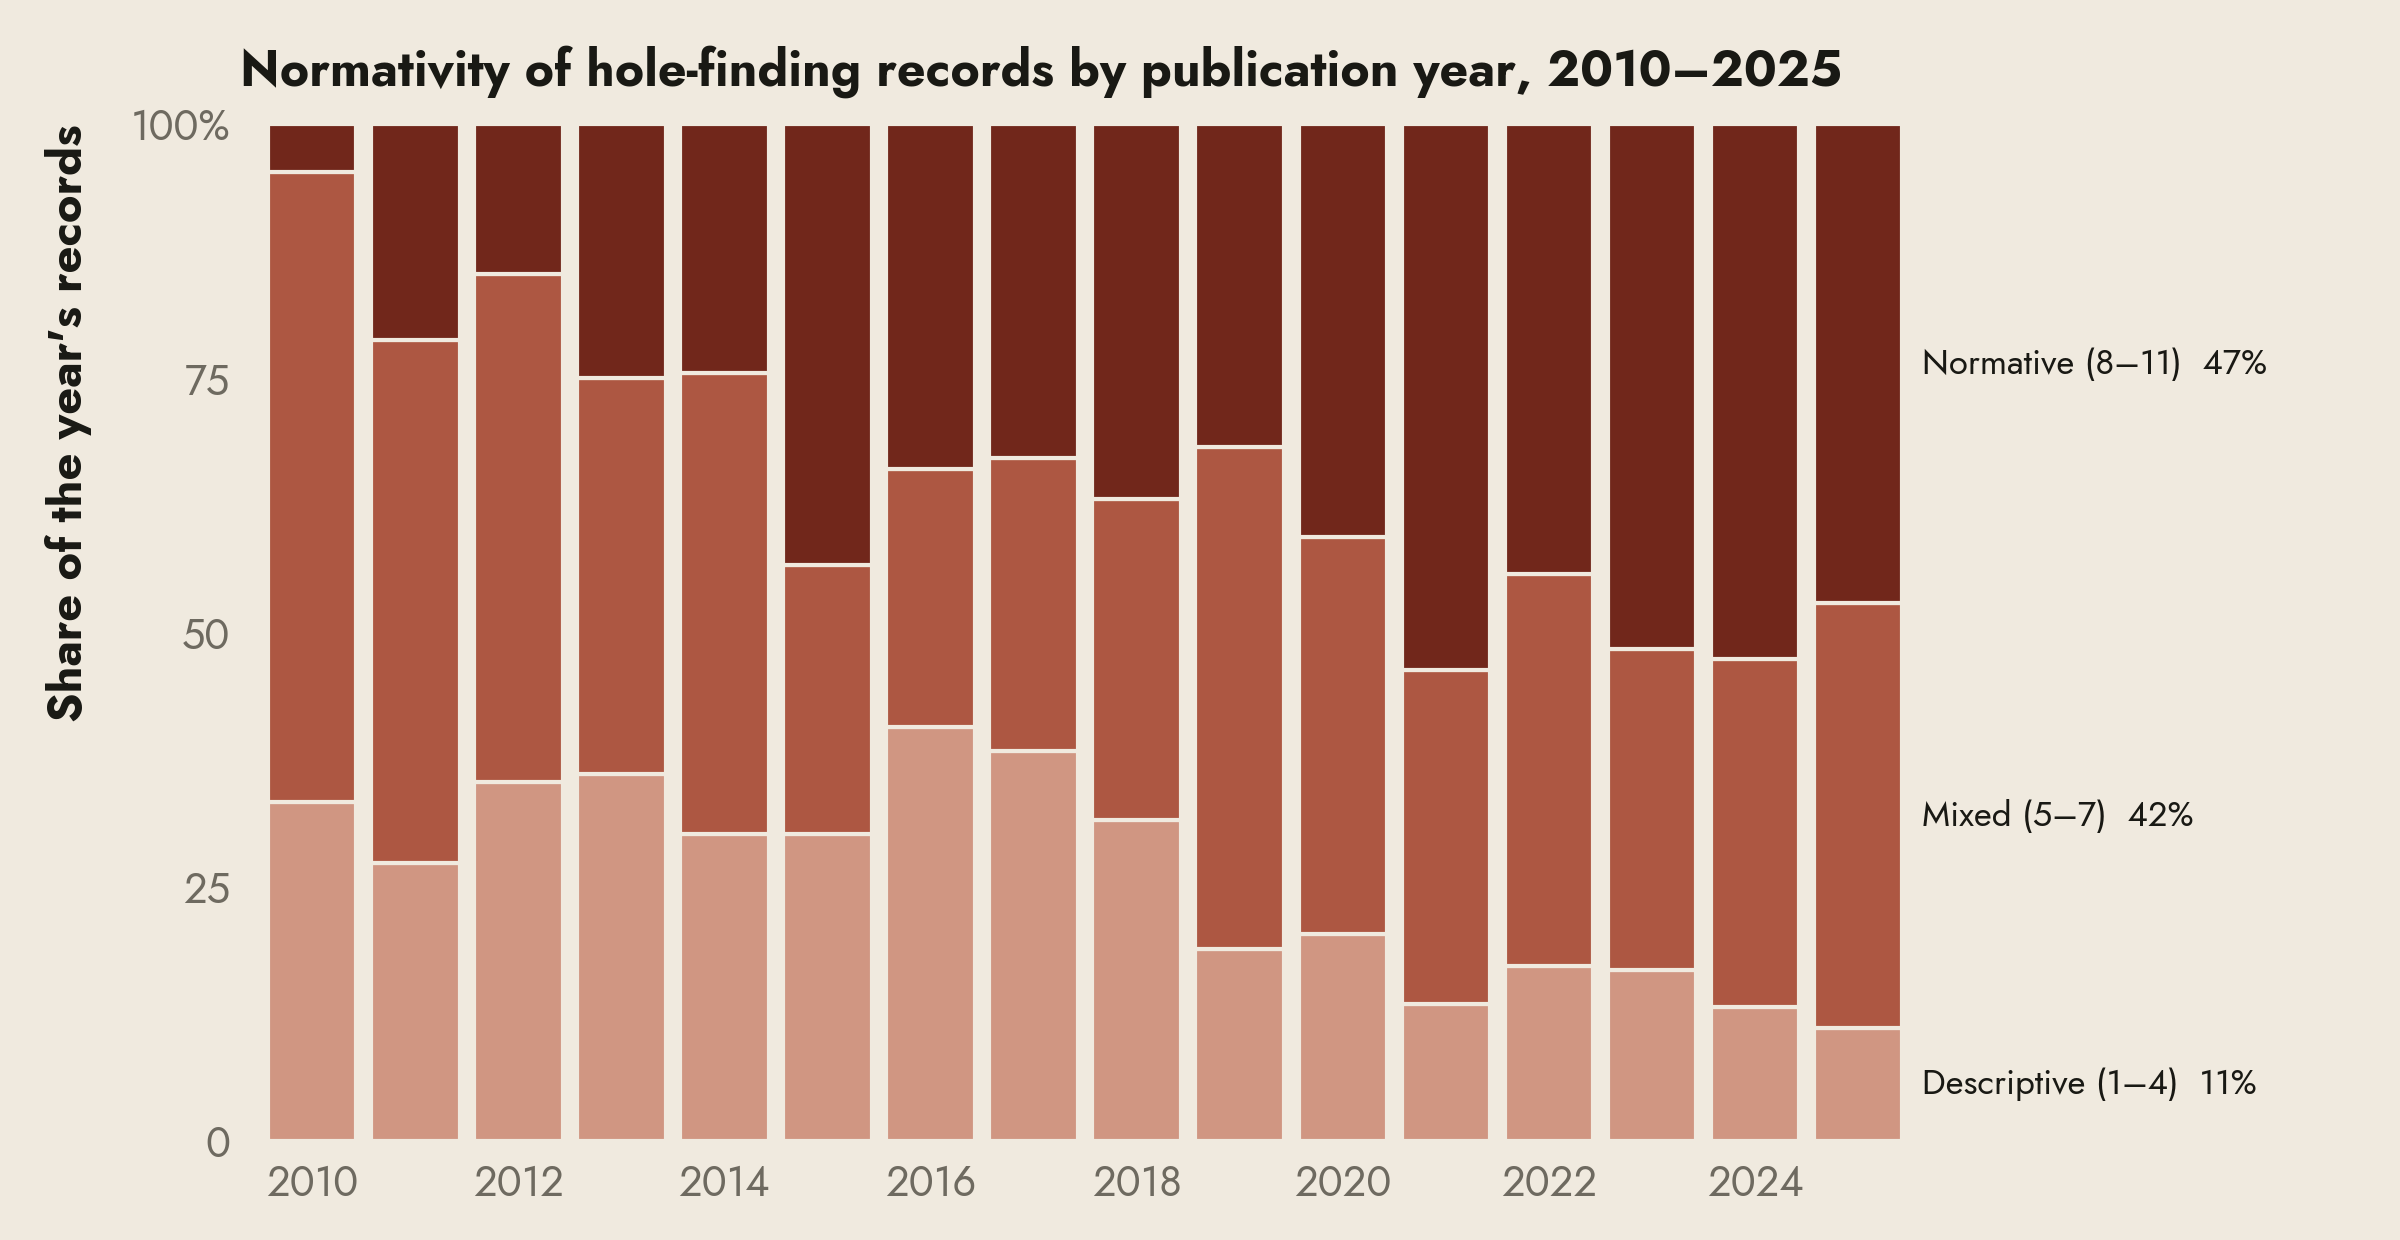 Normativity of hole-finding records by publication year, 2010–2025
Share of the year’s records
100%
75
50
25
0
2010 2012 2014 2016 2018 2020 2022 2024
Normative (8–11) 47%
Mixed (5–7) 42%
Descriptive (1–4) 11%